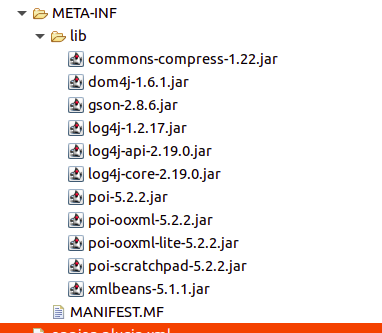 META-INF
lib
commons-compress-1.22.jar
dom4j-1.6.1.jar
gson-2.8.6.jar
log4j-1.2.17.jar
log4j-api-2.19.0.jar
log4j-core-2.19.0.jar
poi-5.2.2.jar
poi-ooxml-5.2.2.jar
poi-ooxml-lite-5.2.2.jar
poi-scratchpad-5.2.2.jar
xmlbeans-5.1.1.jar
MANIFEST.MF